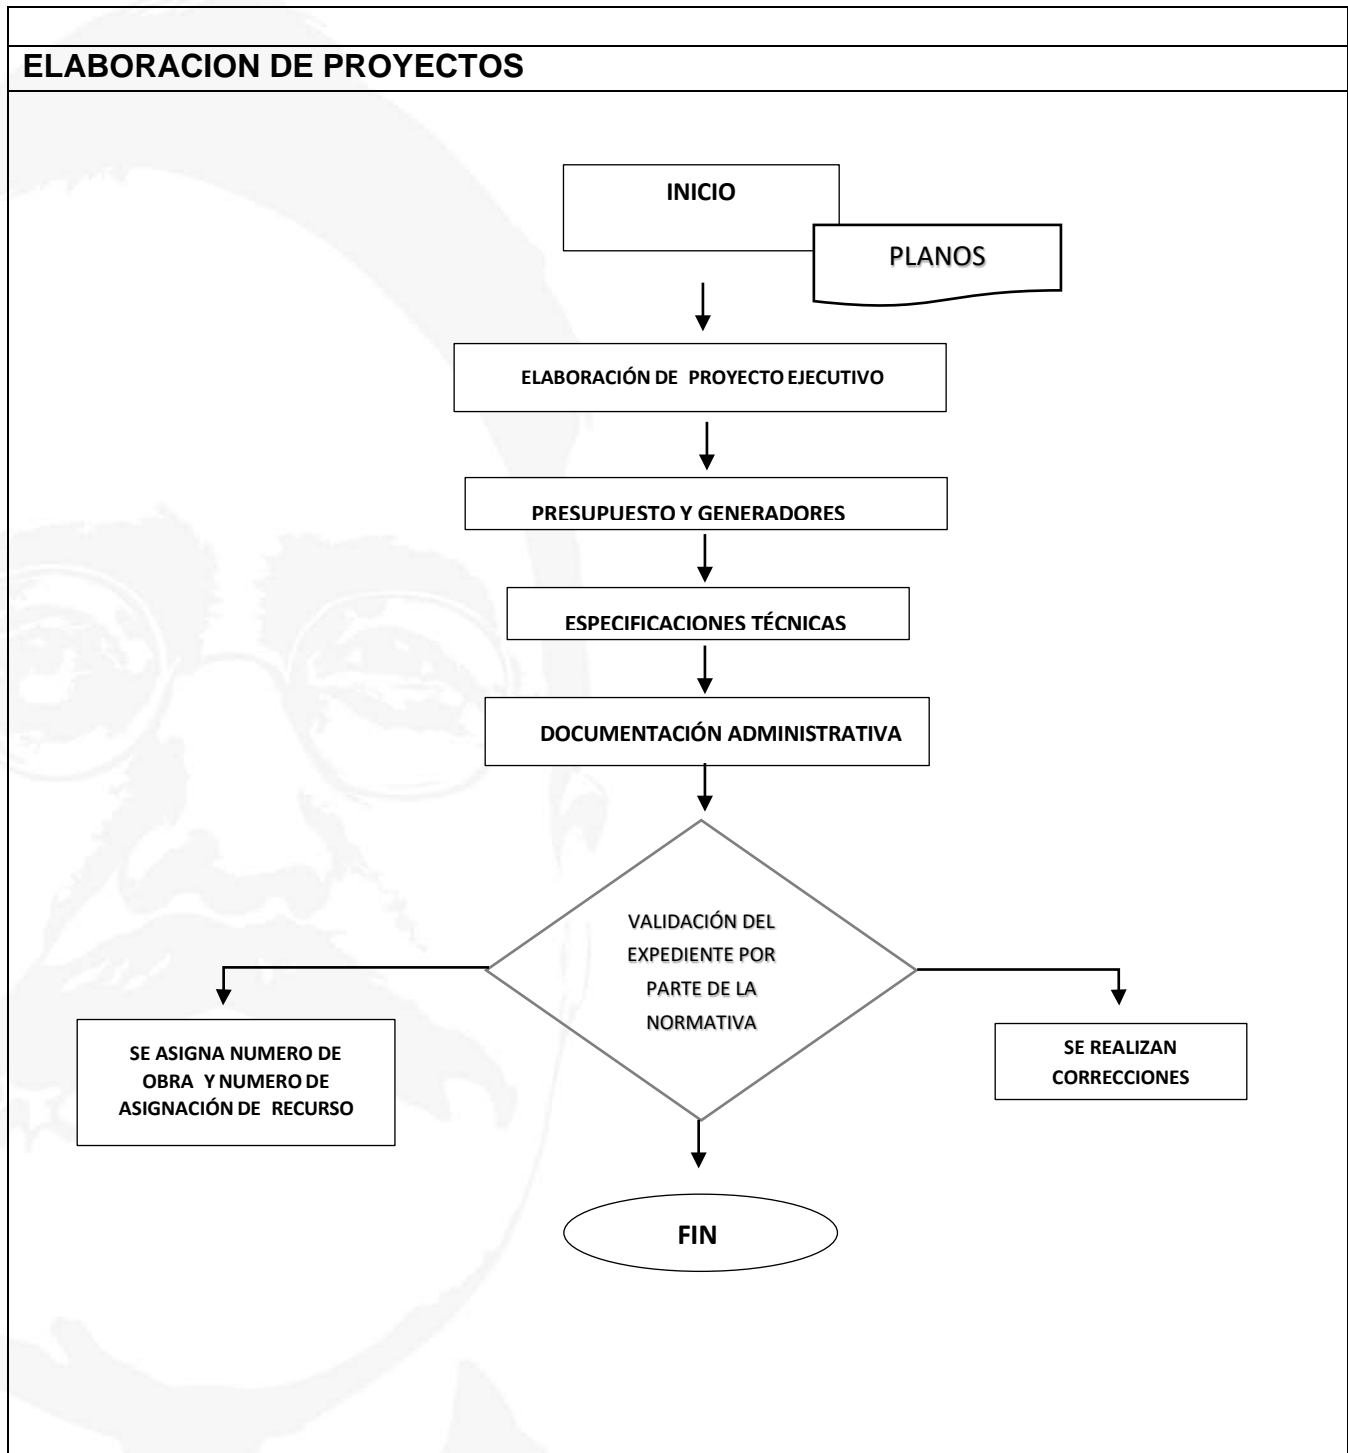 ELABORACION DE PROYECTOS
INICIO
PLANOS
ELABORACIÓN DE PROYECTO EJECUTIVO
PRESUPUESTO Y GENERADORES
ESPECIFICACIONES TÉCNICAS
DOCUMENTACIÓN ADMINISTRATIVA
VALIDACIÓN DEL
EXPEDIENTE POR
PARTE DE LA
NORMATIVA
SE ASIGNA NUMERO DE
OBRA Y NUMERO DE
ASIGNACIÓN DE RECURSO
SE REALIZAN
CORRECCIONES
FIN